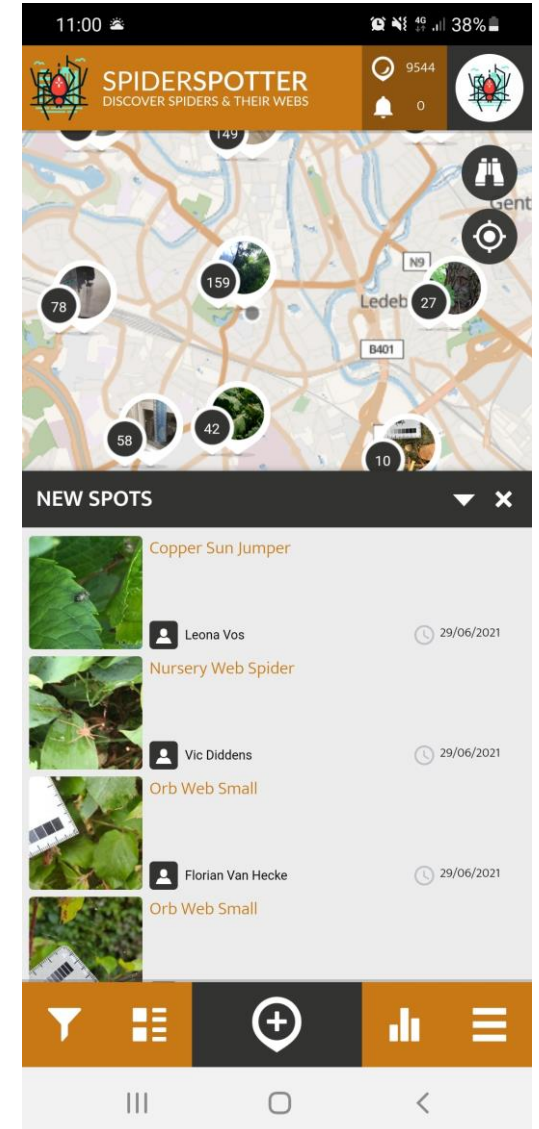 11:00
4G 38%
SPIDERSPOTTER
DISCOVER SPIDERS & THEIR WEBS
9544
0
149
Gent
N9
159
78
Ledeb
27
B401
58
42
10
NEW SPOTS
Copper Sun Jumper
Leona Vos 29/06/2021
Nursery Web Spider
Vic Diddens 29/06/2021
Orb Web Small
Florian Van Hecke 29/06/2021
Orb Web Small